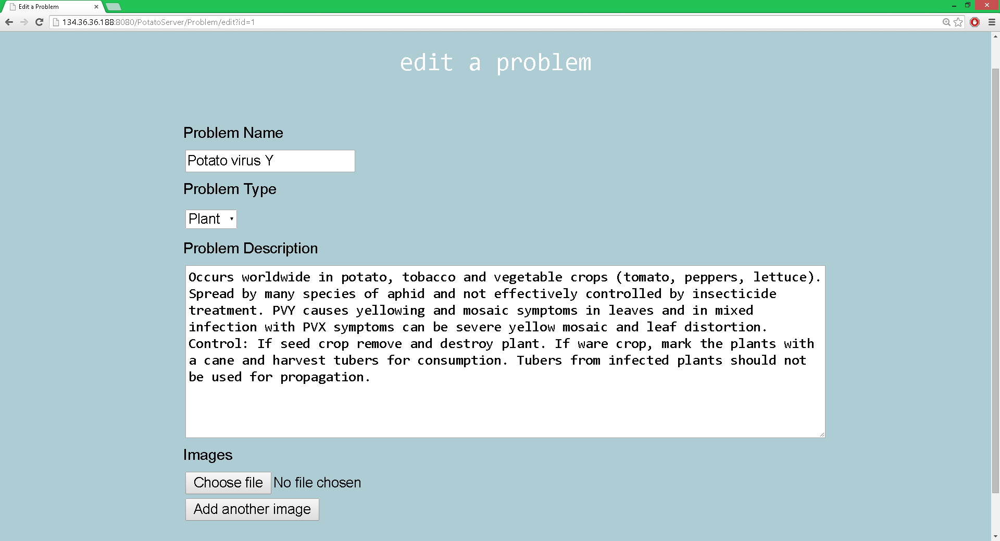 Edit a Problem
134.36.36.188:8080/PotatoServer/Problem/edit?id=1
edit a problem
Problem Name
Potato virus Y
Problem Type
Plant
Problem Description
Occurs worldwide in potato, tobacco and vegetable crops (tomato, peppers, lettuce).
Spread by many species of aphid and not effectively controlled by insecticide
treatment. PVY causes yellowing and mosaic symptoms in leaves and in mixed
infection with PVX symptoms can be severe yellow mosaic and leaf distortion.
Control: If seed crop remove and destroy plant. If ware crop, mark the plants with
a cane and harvest tubers for consumption. Tubers from infected plants should not
be used for propagation.
Images
Choose file No file chosen
Add another image